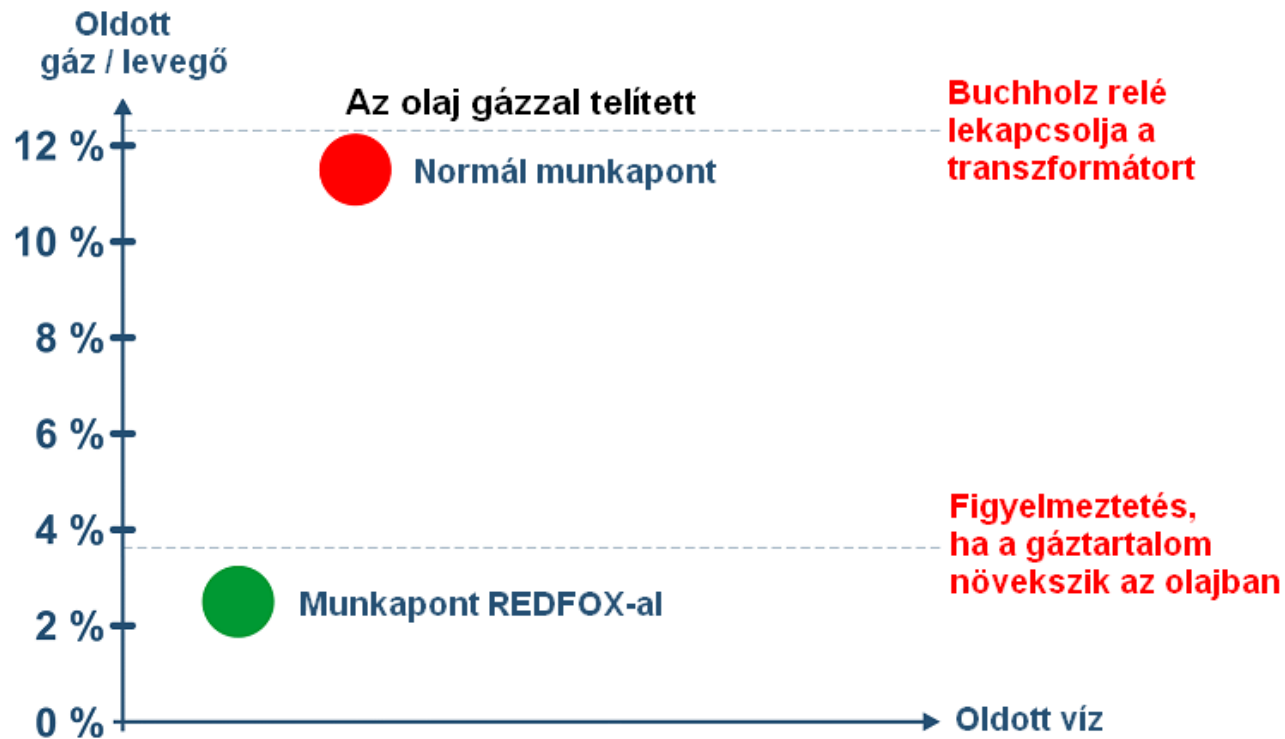 Oldott
gáz / levegő
Az olaj gázzal telített
Buchholz relé
lekapcsolja a
transzformátort
12 %
Normál munkapont
10 %
8 %
6 %
4 %
Figyelmeztetés,
ha a gáztartalom
növekszik az olajban
Munkapont REDFOX-al
2 %
0 %
Oldott víz